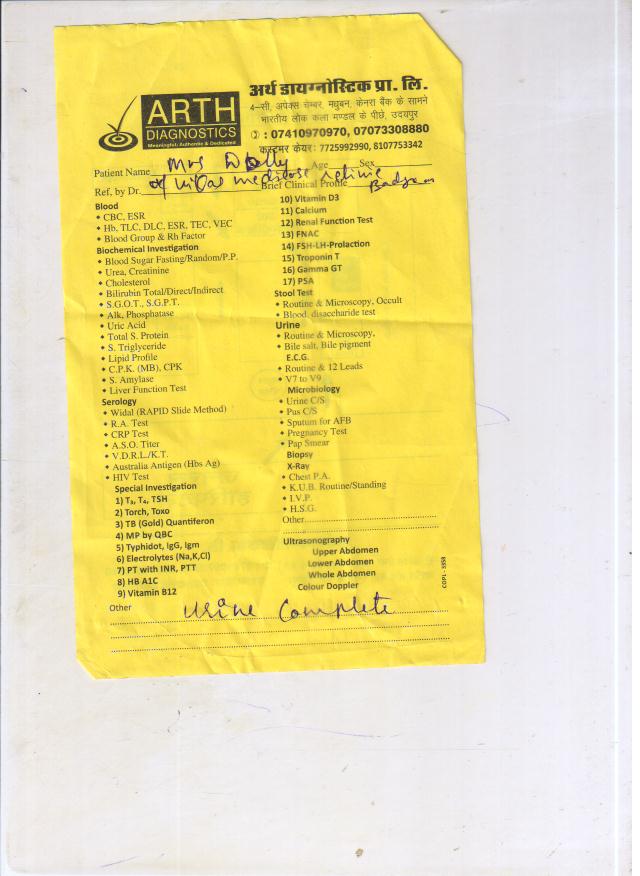 ARTH
DIAGNOSTICS
Meaningful, Authentic & Dedicated
अर्थ डायग्नोस्टिक प्रा. लि.
4-सी, अपेक्स चेम्बर, मधुबन, केनरा बैंक के सामने
भारतीय लोक कला मण्डल के पीछे, उदयपुर
: 07410970970, 07073308880
कस्टमर केयर: 7725992990, 8107753342
Patient Name Mrs Dolly Age Sex
Ref, by Dr. Brief Clinical Profile
Blood
CBC, ESR
Hb, TLC, DLC, ESR, TEC, VEC
Blood Group & Rh Factor
Biochemical Investigation
Blood Sugar Fasting/Random/P.P.
Urea, Creatinine
Cholesterol
Bilirubin Total/Direct/Indirect
S.G.O.T., S.G.P.T.
Alk, Phosphatase
Uric Acid
Total S. Protein
S. Triglyceride
Lipid Profile
C.P.K. (MB), CPK
S. Amylase
Liver Function Test
Serology
Widal (RAPID Slide Method)
R.A. Test
CRP Test
A.S.O. Titer
V.D.R.L./K.T.
Australia Antigen (Hbs Ag)
HIV Test
Special Investigation
1) T₃, T₄, TSH
2) Torch, Toxo
3) TB (Gold) Quantiferon
4) MP by QBC
5) Typhidot, IgG, Igm
6) Electrolytes (Na,K,Cl)
7) PT with INR, PTT
8) HB A1C
9) Vitamin B12
10) Vitamin D3
11) Calcium
12) Renal Function Test
13) FNAC
14) FSH-LH-Prolaction
15) Troponin T
16) Gamma GT
17) PSA
Stool Test
Routine & Microscopy, Occult
Blood, disaccharide test
Urine
Routine & Microscopy,
Bile salt, Bile pigment
E.C.G.
Routine & 12 Leads
V7 to V9
Microbiology
Urine C/S
Pus C/S
Sputum for AFB
Pregnancy Test
Pap Smear
Biopsy
X-Ray
Chest P.A.
K.U.B. Routine/Standing
I.V.P.
H.S.G.
Other
Ultrasonography
Upper Abdomen
Lower Abdomen
Whole Abdomen
Colour Doppler
COP1 - 3558
Other Urine Complete